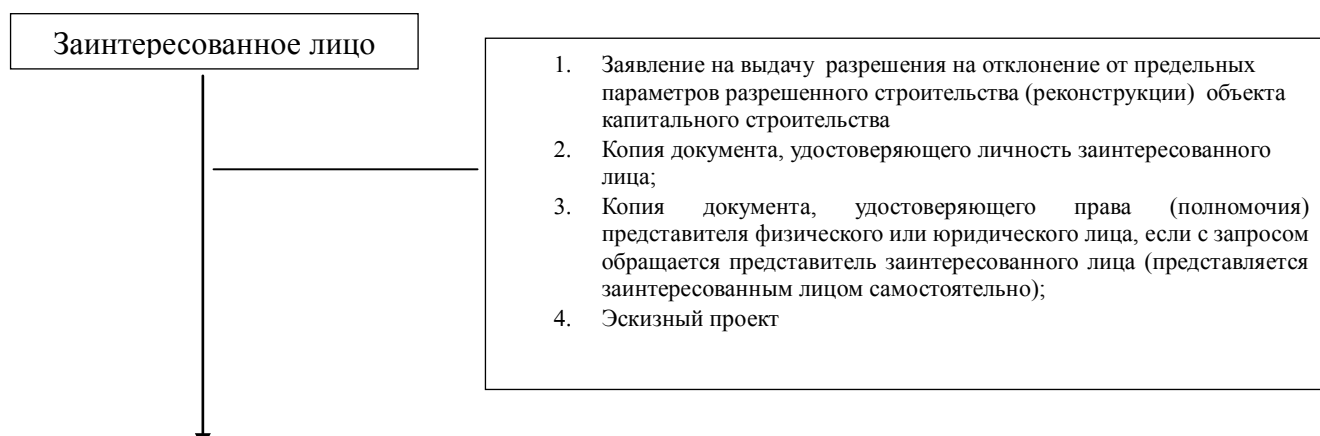 Заинтересованное лицо
1. Заявление на выдачу разрешения на отклонение от предельных
параметров разрешенного строительства (реконструкции) объекта
капитального строительства
2. Копия документа, удостоверяющего личность заинтересованного
лица;
3. Копия документа, удостоверяющего права (полномочия)
представителя физического или юридического лица, если с запросом
обращается представитель заинтересованного лица (представляется
заинтересованным лицом самостоятельно);
4. Эскизный проект